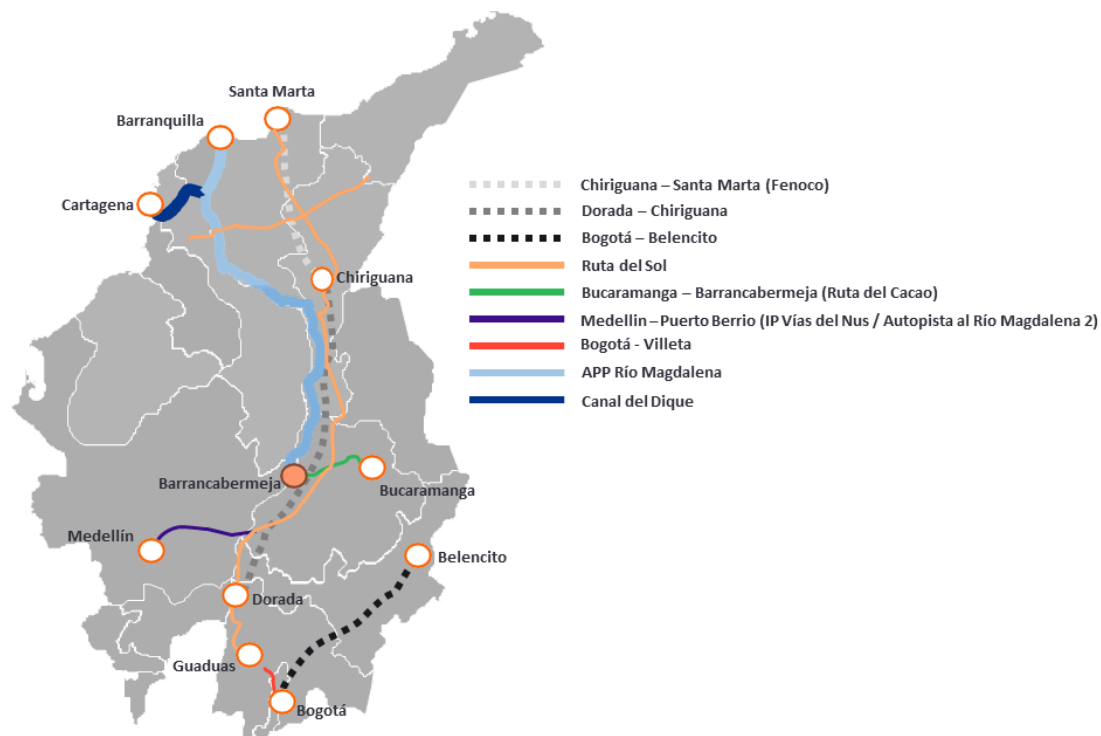 Santa Marta
Barranquilla
Cartagena
Chiriguana
Barrancabermeja
Bucaramanga
Medellín
Belencito
Dorada
Guaduas
Bogotá
Chiriguana – Santa Marta (Fenoco)
Dorada – Chiriguana
Bogotá – Belencito
Ruta del Sol
Bucaramanga – Barrancabermeja (Ruta del Cacao)
Medellin – Puerto Berrio (IP Vías del Nus / Autopista al Río Magdalena 2)
Bogotá - Villeta
APP Río Magdalena
Canal del Dique